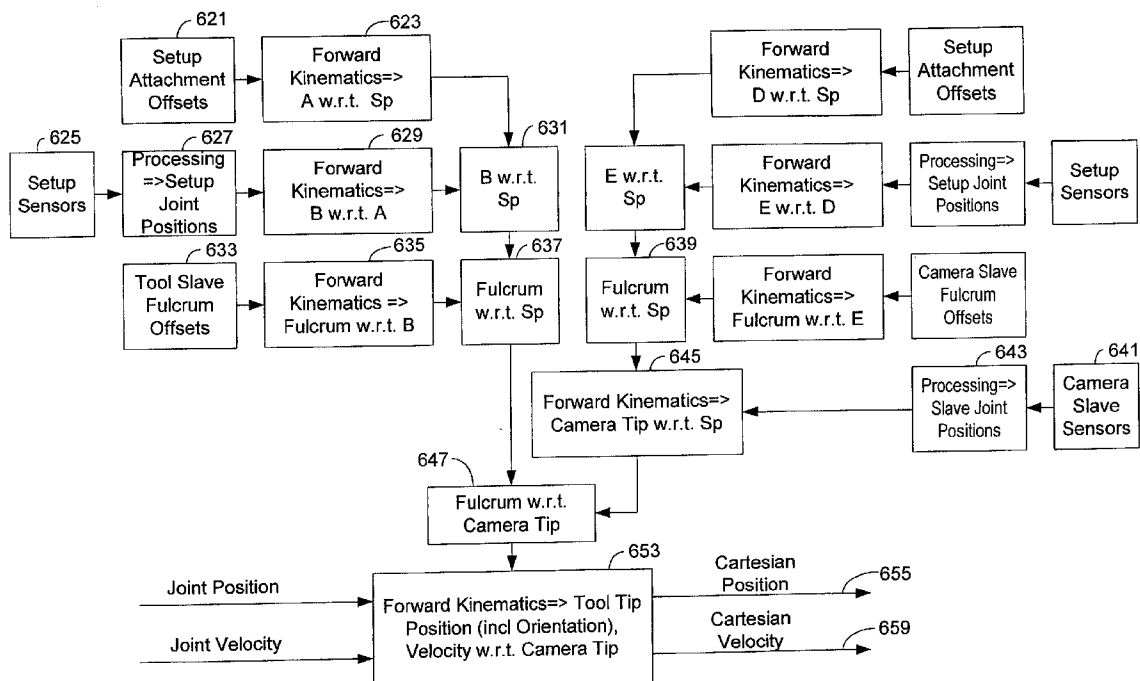 621
Setup
Attachment
Offsets
623
Forward
Kinematics=>
A w.r.t. Sp
Forward
Kinematics=>
D w.r.t. Sp
Setup
Attachment
Offsets
625
Setup
Sensors
627
Processing
=>Setup
Joint
Positions
629
Forward
Kinematics=>
B w.r.t. A
631
B w.r.t.
Sp
E w.r.t.
Sp
Forward
Kinematics=>
E w.r.t. D
Processing=>
Setup Joint
Positions
Setup
Sensors
633
Tool Slave
Fulcrum
Offsets
635
Forward
Kinematics =>
Fulcrum w.r.t. B
637
Fulcrum
w.r.t. Sp
639
Fulcrum
w.r.t. Sp
Forward
Kinematics=>
Fulcrum w.r.t. E
Camera Slave
Fulcrum
Offsets
645
Forward Kinematics=>
Camera Tip w.r.t. Sp
643
Processing=>
Slave Joint
Positions
641
Camera
Slave
Sensors
647
Fulcrum w.r.t.
Camera Tip
653
Joint Position
Joint Velocity
Forward Kinematics=> Tool Tip
Position (incl Orientation),
Velocity w.r.t. Camera Tip
Cartesian
Position
655
Cartesian
Velocity
659